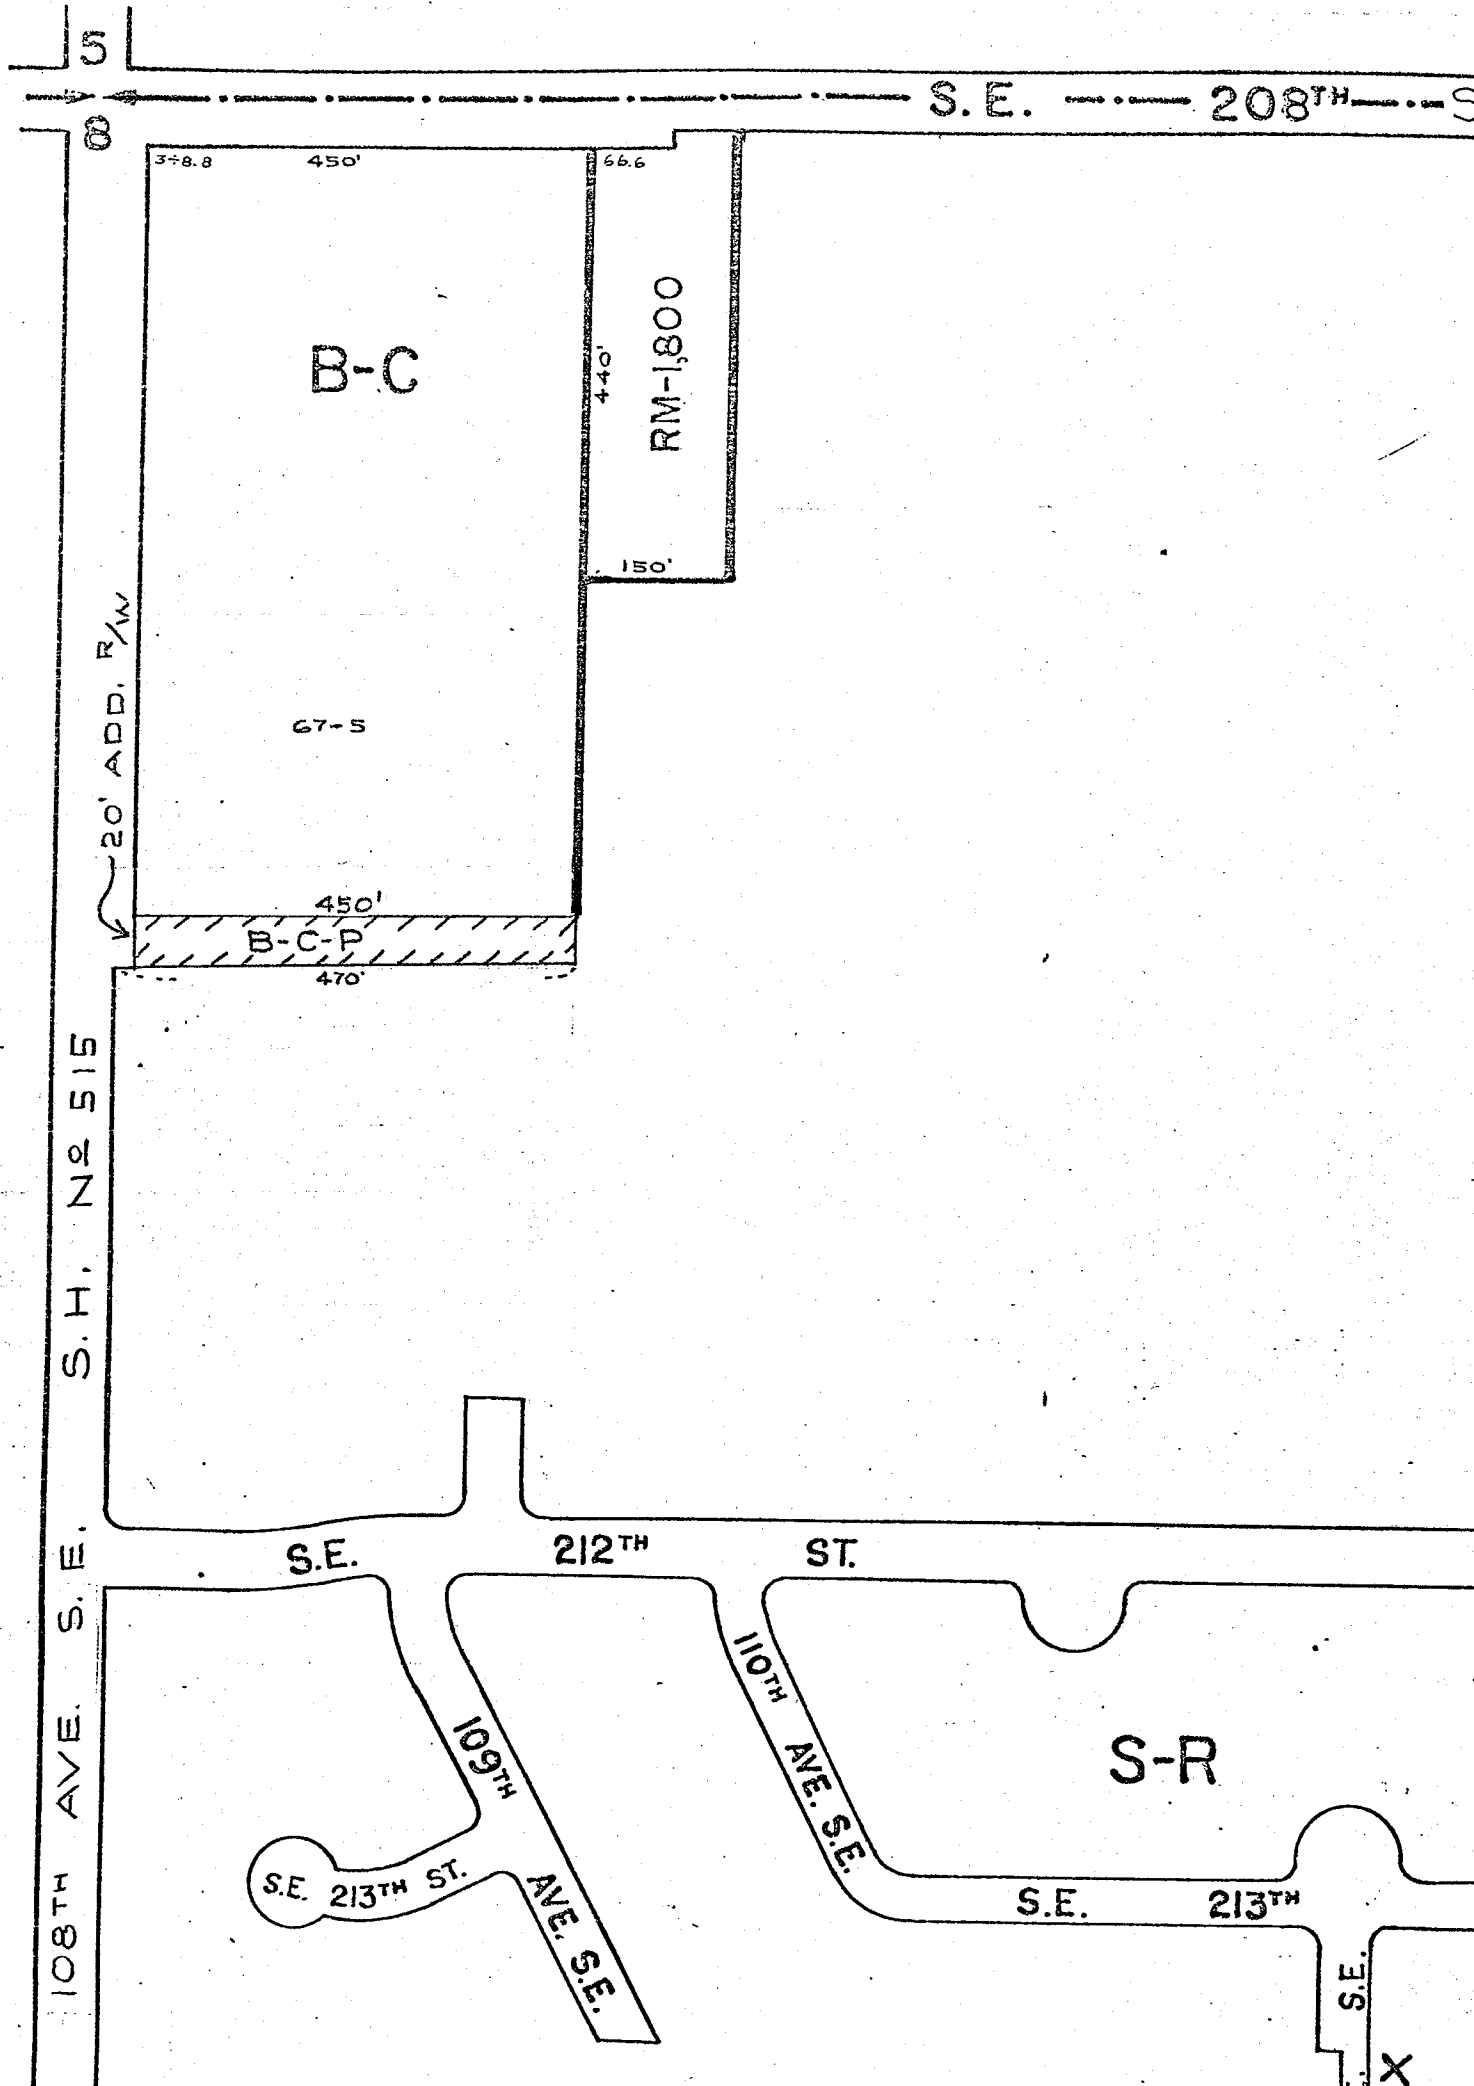 5
S.E. 208TH S
8
3÷8.8 450' 66.6
B-C
440'
RM-1,800
150'
20' ADD. R/W
67-5
450'
B-C-P
470'
S.H. Nº 515
108TH AVE. S.E.
S.E. 212TH ST.
110TH AVE. S.E.
109TH AVE. S.E.
S-R
S.E. 213TH ST.
S.E. 213TH
S.E.
X